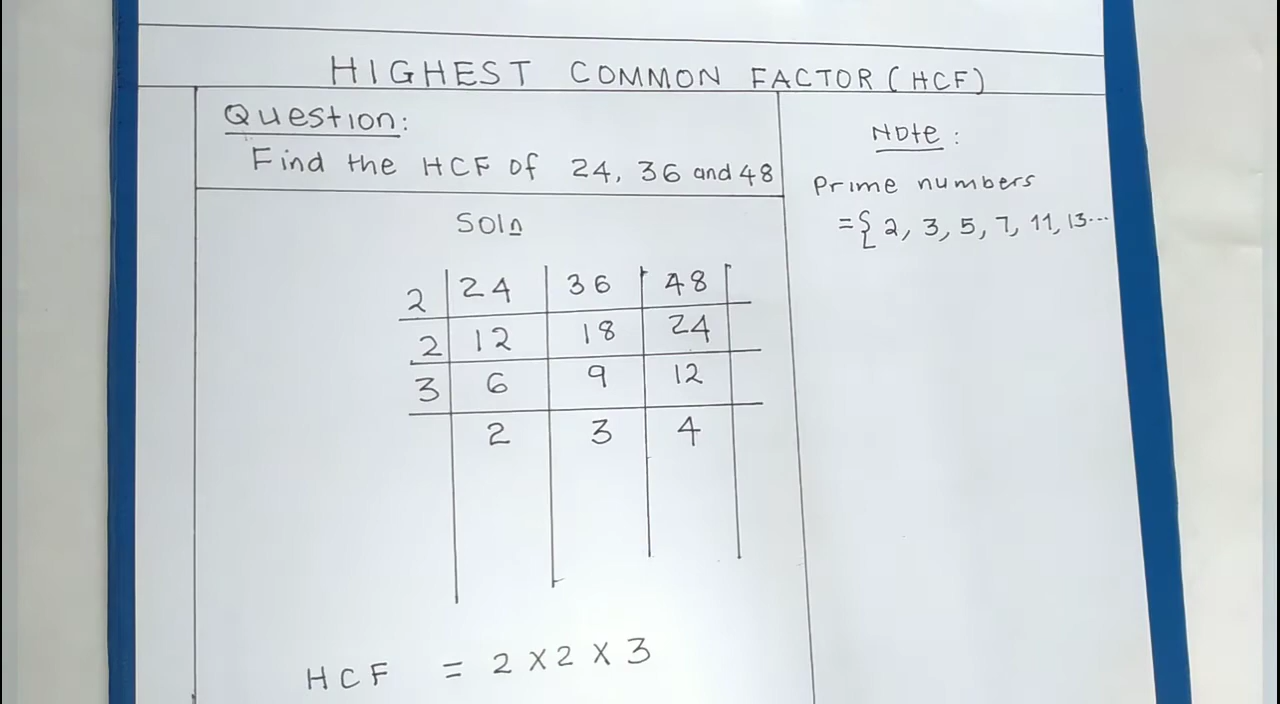 HIGHEST COMMON FACTOR (HCF)
Question:
Find the HCF of 24, 36 and 48
Soln
2 24 36 48
2 12 18 24
3 6 9 12
2 3 4
HCF = 2 × 2 × 3
Note:
Prime numbers
= { 2, 3, 5, 7, 11, 13...